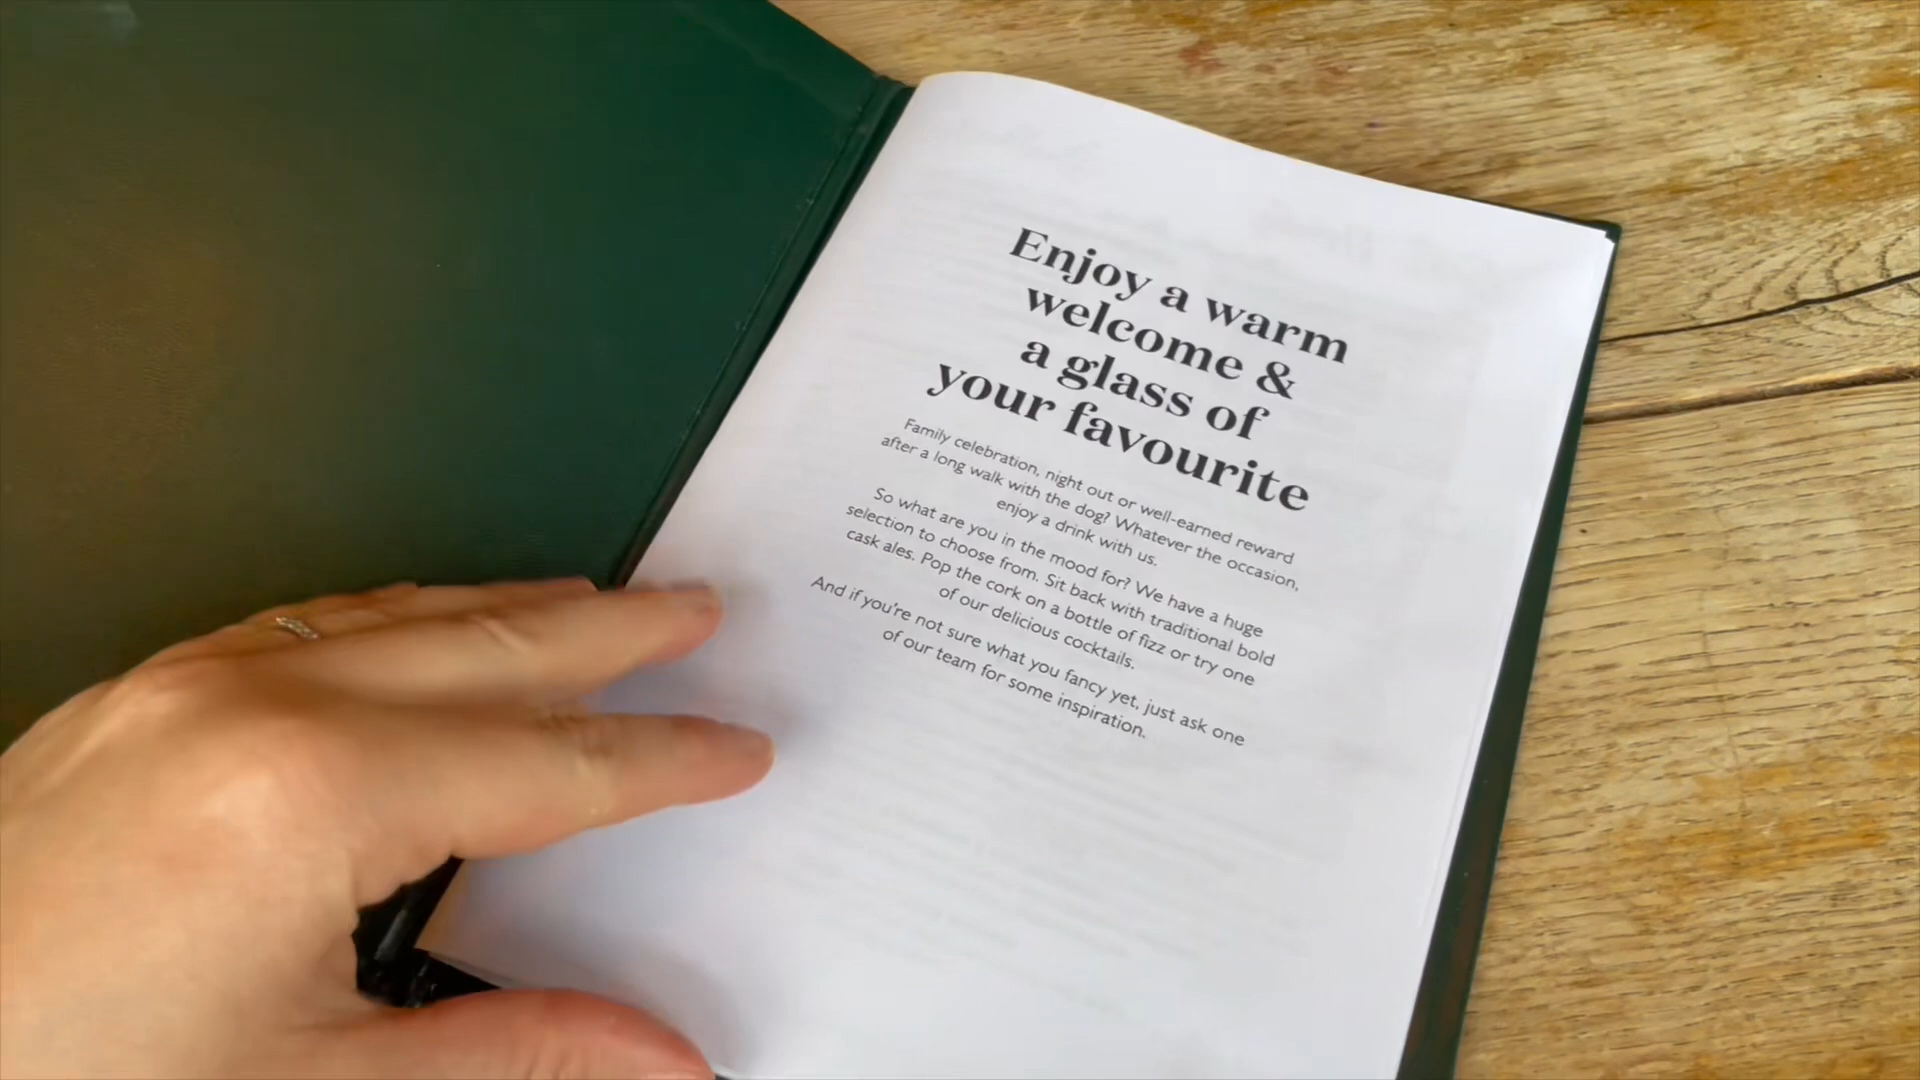 Enjoy a warm
welcome &
a glass of
your favourite
Family celebration, night out or well-earned reward
after a long walk with the dog? Whatever the occasion,
enjoy a drink with us.
So what are you in the mood for? We have a huge
selection to choose from. Sit back with traditional bold
cask ales. Pop the cork on a bottle of fizz or try one
of our delicious cocktails.
And if you're not sure what you fancy yet, just ask one
of our team for some inspiration.